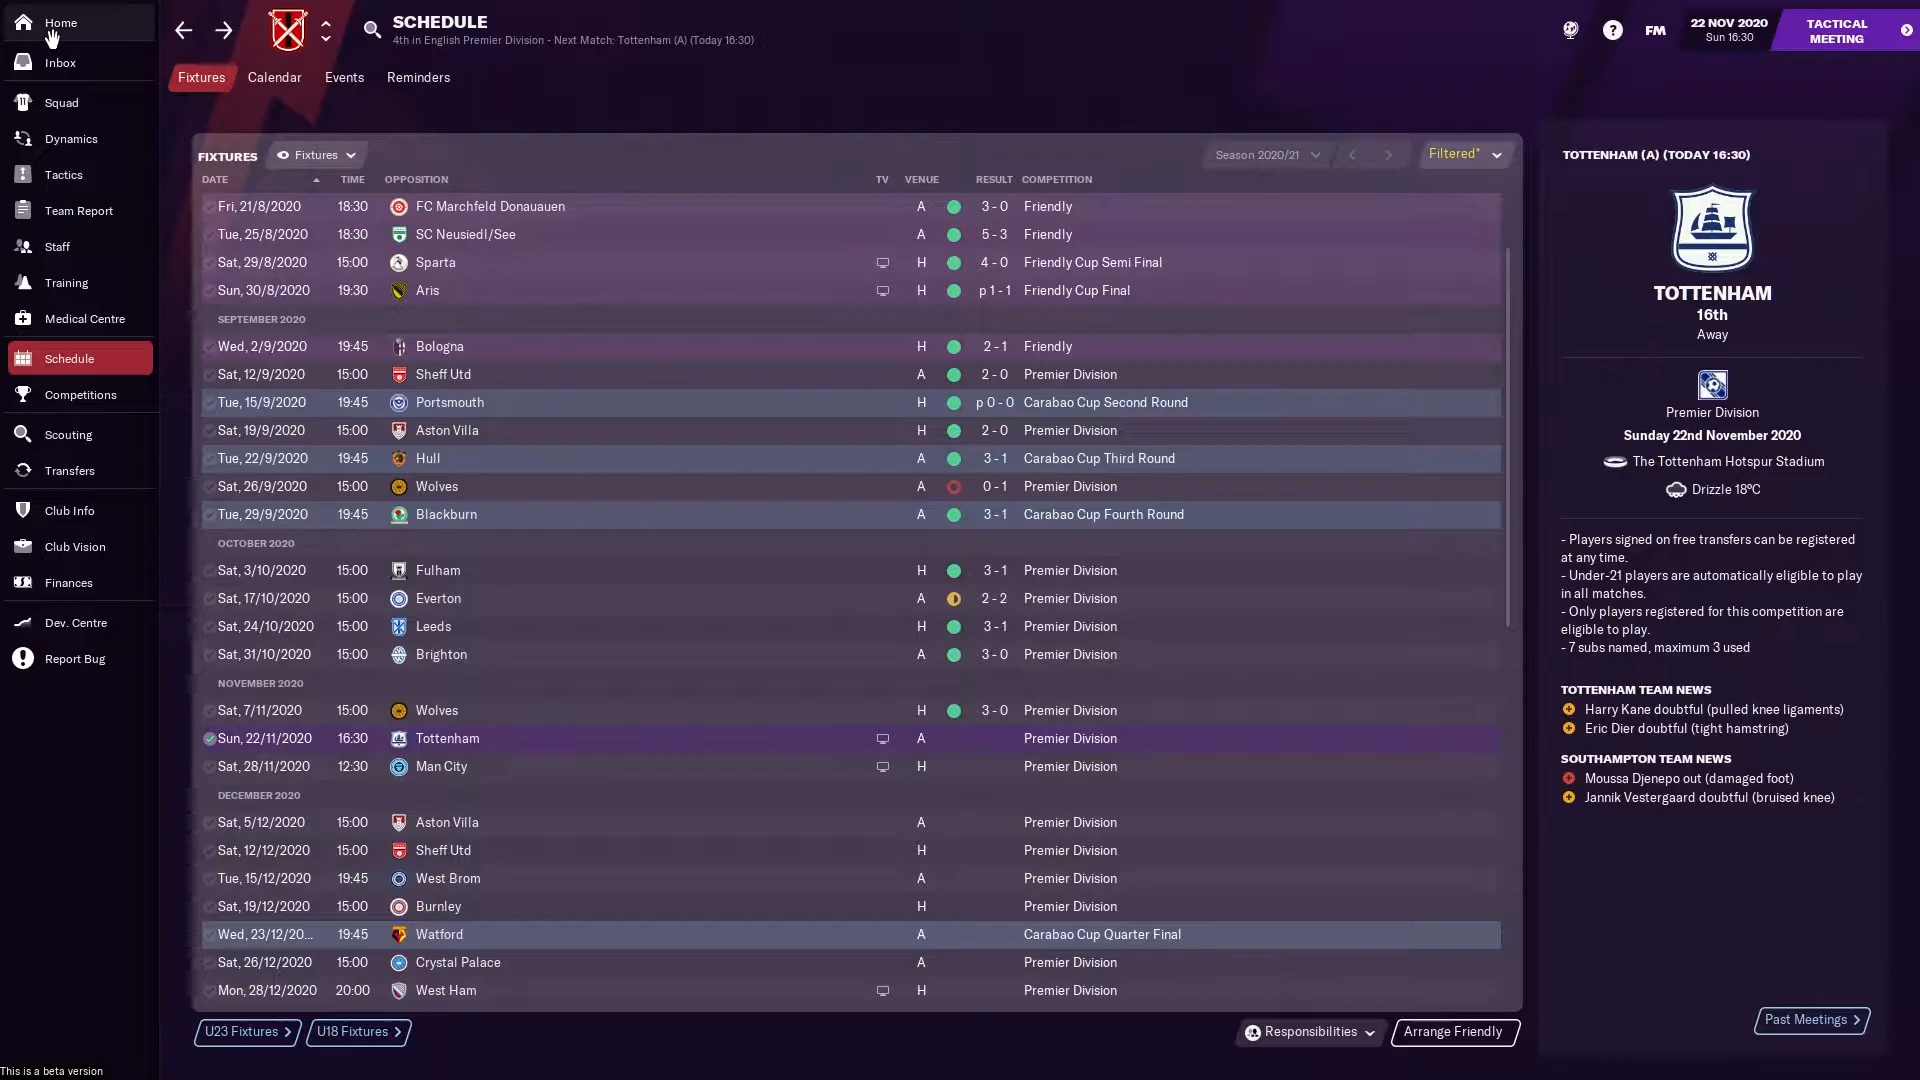 Home
Inbox
Squad
Dynamics
Tactics
Team Report
Staff
Training
Medical Centre
Schedule
Competitions
Scouting
Transfers
Club Info
Club Vision
Finances
Dev. Centre
Report Bug
This is a beta version
SCHEDULE
4th in English Premier Division - Next Match: Tottenham (A) (Today 16:30)
FM
22 NOV 2020
Sun 16:30
TACTICAL
MEETING
Fixtures Calendar Events Reminders
FIXTURES Fixtures Season 2020/21 Filtered*
DATE TIME OPPOSITION TV VENUE RESULT COMPETITION
Fri, 21/8/2020 18:30 FC Marchfeld Donauauen A 3 - 0 Friendly
Tue, 25/8/2020 18:30 SC Neusiedl/See A 5 - 3 Friendly
Sat, 29/8/2020 15:00 Sparta H 4 - 0 Friendly Cup Semi Final
Sun, 30/8/2020 19:30 Aris H p 1 - 1 Friendly Cup Final
SEPTEMBER 2020
Wed, 2/9/2020 19:45 Bologna H 2 - 1 Friendly
Sat, 12/9/2020 15:00 Sheff Utd A 2 - 0 Premier Division
Tue, 15/9/2020 19:45 Portsmouth H p 0 - 0 Carabao Cup Second Round
Sat, 19/9/2020 15:00 Aston Villa H 2 - 0 Premier Division
Tue, 22/9/2020 19:45 Hull A 3 - 1 Carabao Cup Third Round
Sat, 26/9/2020 15:00 Wolves A 0 - 1 Premier Division
Tue, 29/9/2020 19:45 Blackburn A 3 - 1 Carabao Cup Fourth Round
OCTOBER 2020
Sat, 3/10/2020 15:00 Fulham H 3 - 1 Premier Division
Sat, 17/10/2020 15:00 Everton A 2 - 2 Premier Division
Sat, 24/10/2020 15:00 Leeds H 3 - 1 Premier Division
Sat, 31/10/2020 15:00 Brighton A 3 - 0 Premier Division
NOVEMBER 2020
Sat, 7/11/2020 15:00 Wolves H 3 - 0 Premier Division
Sun, 22/11/2020 16:30 Tottenham A Premier Division
Sat, 28/11/2020 12:30 Man City H Premier Division
DECEMBER 2020
Sat, 5/12/2020 15:00 Aston Villa A Premier Division
Sat, 12/12/2020 15:00 Sheff Utd H Premier Division
Tue, 15/12/2020 19:45 West Brom A Premier Division
Sat, 19/12/2020 15:00 Burnley H Premier Division
Wed, 23/12/20... 19:45 Watford A Carabao Cup Quarter Final
Sat, 26/12/2020 15:00 Crystal Palace A Premier Division
Mon, 28/12/2020 20:00 West Ham H Premier Division
U23 Fixtures U18 Fixtures Responsibilities Arrange Friendly
TOTTENHAM (A) (TODAY 16:30)
TOTTENHAM
16th
Away
Premier Division
Sunday 22nd November 2020
The Tottenham Hotspur Stadium
Drizzle 18°C
- Players signed on free transfers can be registered
at any time.
- Under-21 players are automatically eligible to play
in all matches.
- Only players registered for this competition are
eligible to play.
- 7 subs named, maximum 3 used
TOTTENHAM TEAM NEWS
Harry Kane doubtful (pulled knee ligaments)
Eric Dier doubtful (tight hamstring)
SOUTHAMPTON TEAM NEWS
Moussa Djenepo out (damaged foot)
Jannik Vestergaard doubtful (bruised knee)
Past Meetings